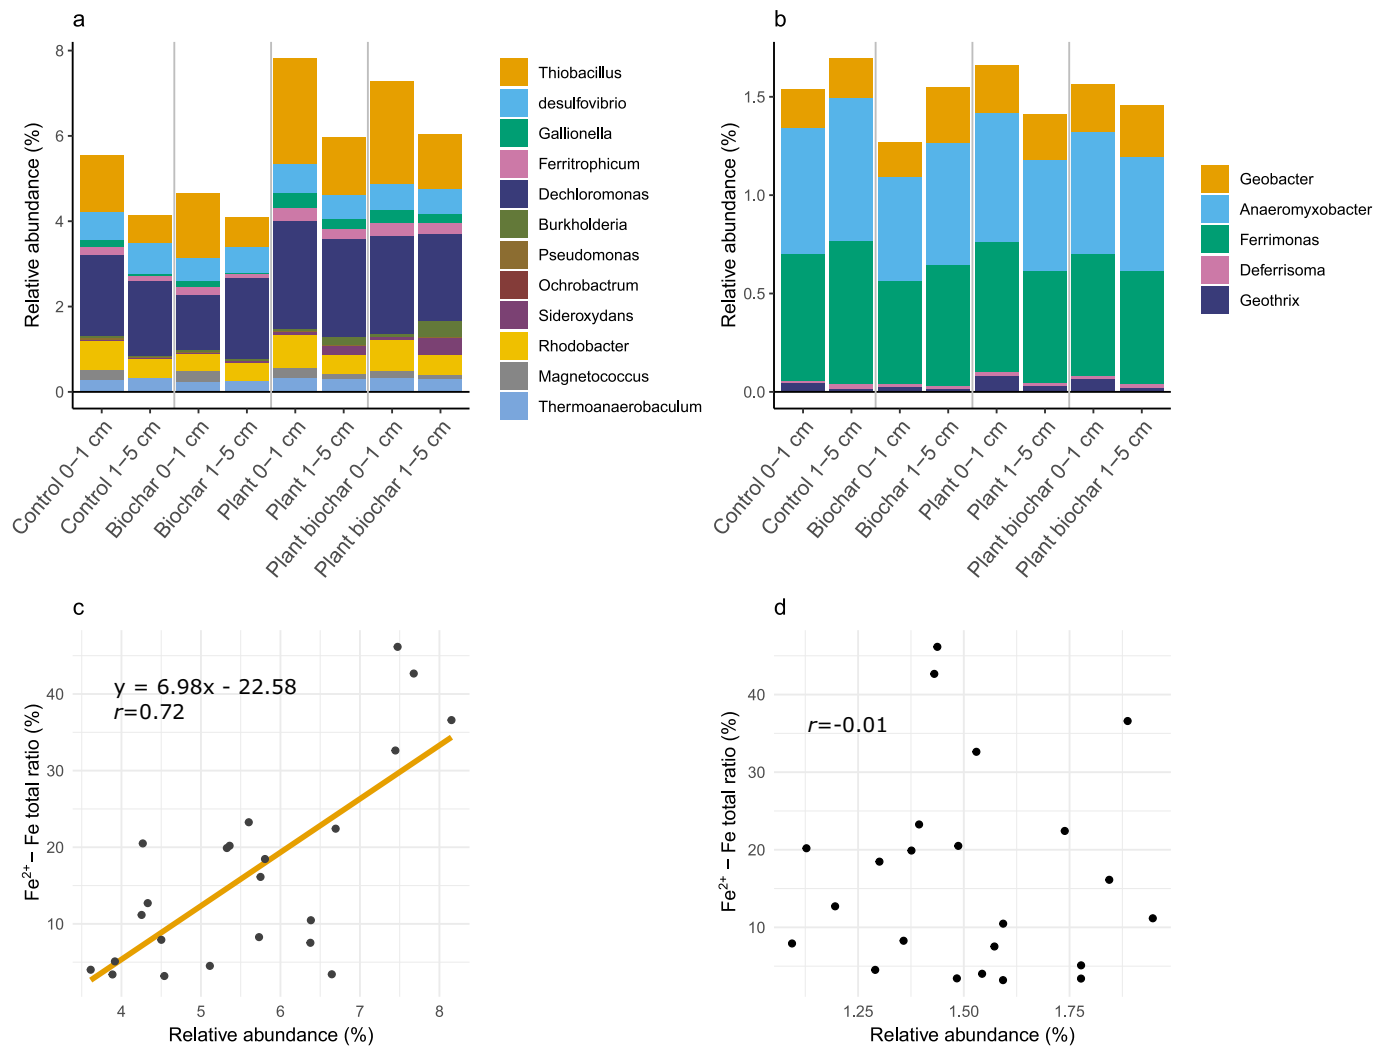 a
Relative abundance (%)
8
6
4
2
0
Control 0−1 cm
Control 1−5 cm
Biochar 0−1 cm
Biochar 1−5 cm
Plant 0−1 cm
Plant 1−5 cm
Plant biochar 0−1 cm
Plant biochar 1−5 cm
Thiobacillus
desulfovibrio
Gallionella
Ferritrophicum
Dechloromonas
Burkholderia
Pseudomonas
Ochrobactrum
Sideroxydans
Rhodobacter
Magnetococcus
Thermoanaerobaculum
b
Relative abundance (%)
1.5
1.0
0.5
0.0
Control 0−1 cm
Control 1−5 cm
Biochar 0−1 cm
Biochar 1−5 cm
Plant 0−1 cm
Plant 1−5 cm
Plant biochar 0−1 cm
Plant biochar 1−5 cm
Geobacter
Anaeromyxobacter
Ferrimonas
Deferrisoma
Geothrix
c
Fe²⁺ − Fe total ratio (%)
40
30
20
10
y = 6.98x - 22.58
r=0.72
4 5 6 7 8
Relative abundance (%)
d
Fe²⁺ − Fe total ratio (%)
40
30
20
10
r=-0.01
1.25 1.50 1.75
Relative abundance (%)